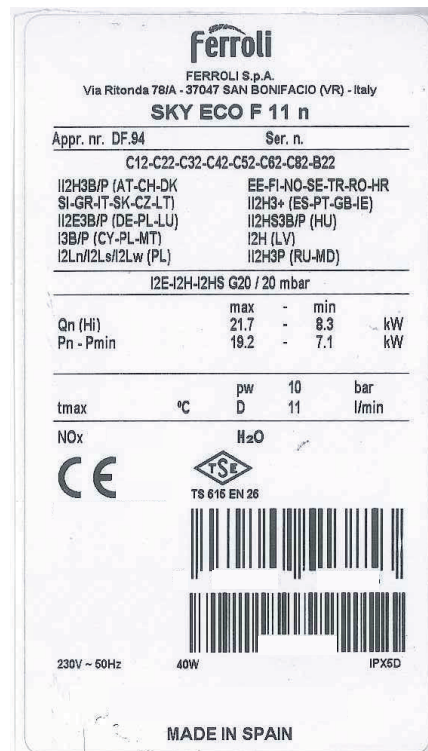 Ferroli
FERROLI S.p.A.
Via Ritonda 78/A - 37047 SAN BONIFACIO (VR) - Italy
SKY ECO F 11 n
Appr. nr. DF.94 Ser. n.
C12-C22-C32-C42-C52-C62-C82-B22
II2H3B/P (AT-CH-DK EE-FI-NO-SE-TR-RO-HR
SI-GR-IT-SK-CZ-LT) II2H3+ (ES-PT-GB-IE)
II2E3B/P (DE-PL-LU) II2HS3B/P (HU)
I3B/P (CY-PL-MT) I2H (LV)
I2Ln/I2Ls/I2Lw (PL) II2H3P (RU-MD)
I2E-I2H-I2HS G20 / 20 mbar
max - min
Qn (Hi) 21.7 - 8.3 kW
Pn - Pmin 19.2 - 7.1 kW
pw 10 bar
tmax ºC D 11 l/min
NOx H2O
CE
TSE
TS 615 EN 26
230V ~ 50Hz 40W IPX5D
MADE IN SPAIN